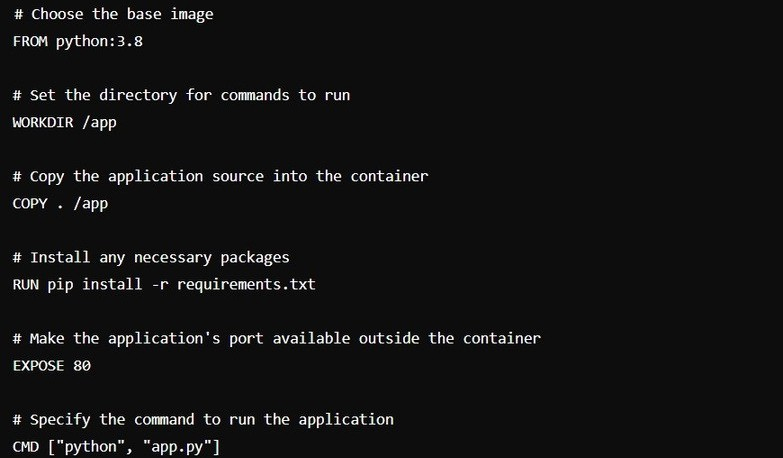 # Choose the base image
FROM python:3.8
# Set the directory for commands to run
WORKDIR /app
# Copy the application source into the container
COPY . /app
# Install any necessary packages
RUN pip install -r requirements.txt
# Make the application's port available outside the container
EXPOSE 80
# Specify the command to run the application
CMD ["python", "app.py"]